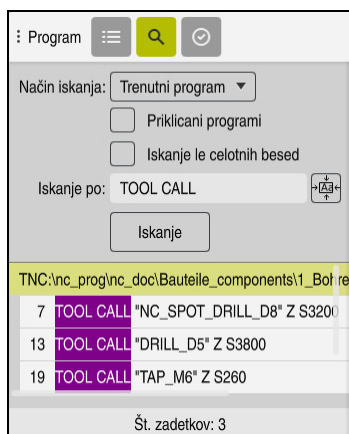 Program
Način iskanja: Trenutni program
Priklicani programi
Iskanje le celotnih besed
Iskanje po: TOOL CALL
Iskanje
TNC:\nc_prog\nc_doc\Bauteile_components\1_Bohre
7 TOOL CALL "NC_SPOT_DRILL_D8" Z S3200
13 TOOL CALL "DRILL_D5" Z S3800
19 TOOL CALL "TAP_M6" Z S260
Št. zadetkov: 3